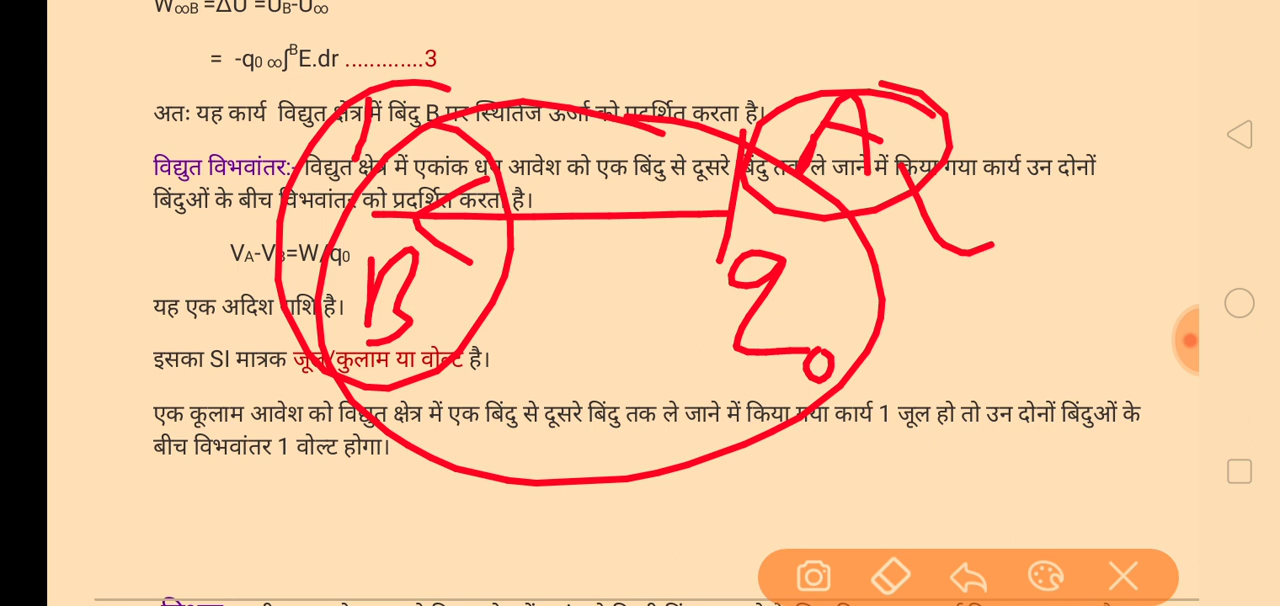 W∞B =ΔU =UB-U∞
= -q0 ∞∫ᴮE.dr .............3
अतः यह कार्य विद्युत क्षेत्र में बिंदु B पर स्थितिज ऊर्जा को प्रदर्शित करता है।
विद्युत विभवांतर:- विद्युत क्षेत्र में एकांक धन आवेश को एक बिंदु से दूसरे बिंदु तक ले जाने में किया गया कार्य उन दोनों
बिंदुओं के बीच विभवांतर को प्रदर्शित करता है।
VA-VB=W/q0
यह एक अदिश राशि है।
इसका SI मात्रक जूल/कुलाम या वोल्ट है।
एक कूलाम आवेश को विद्युत क्षेत्र में एक बिंदु से दूसरे बिंदु तक ले जाने में किया गया कार्य 1 जूल हो तो उन दोनों बिंदुओं के
बीच विभवांतर 1 वोल्ट होगा।
A
B
q0